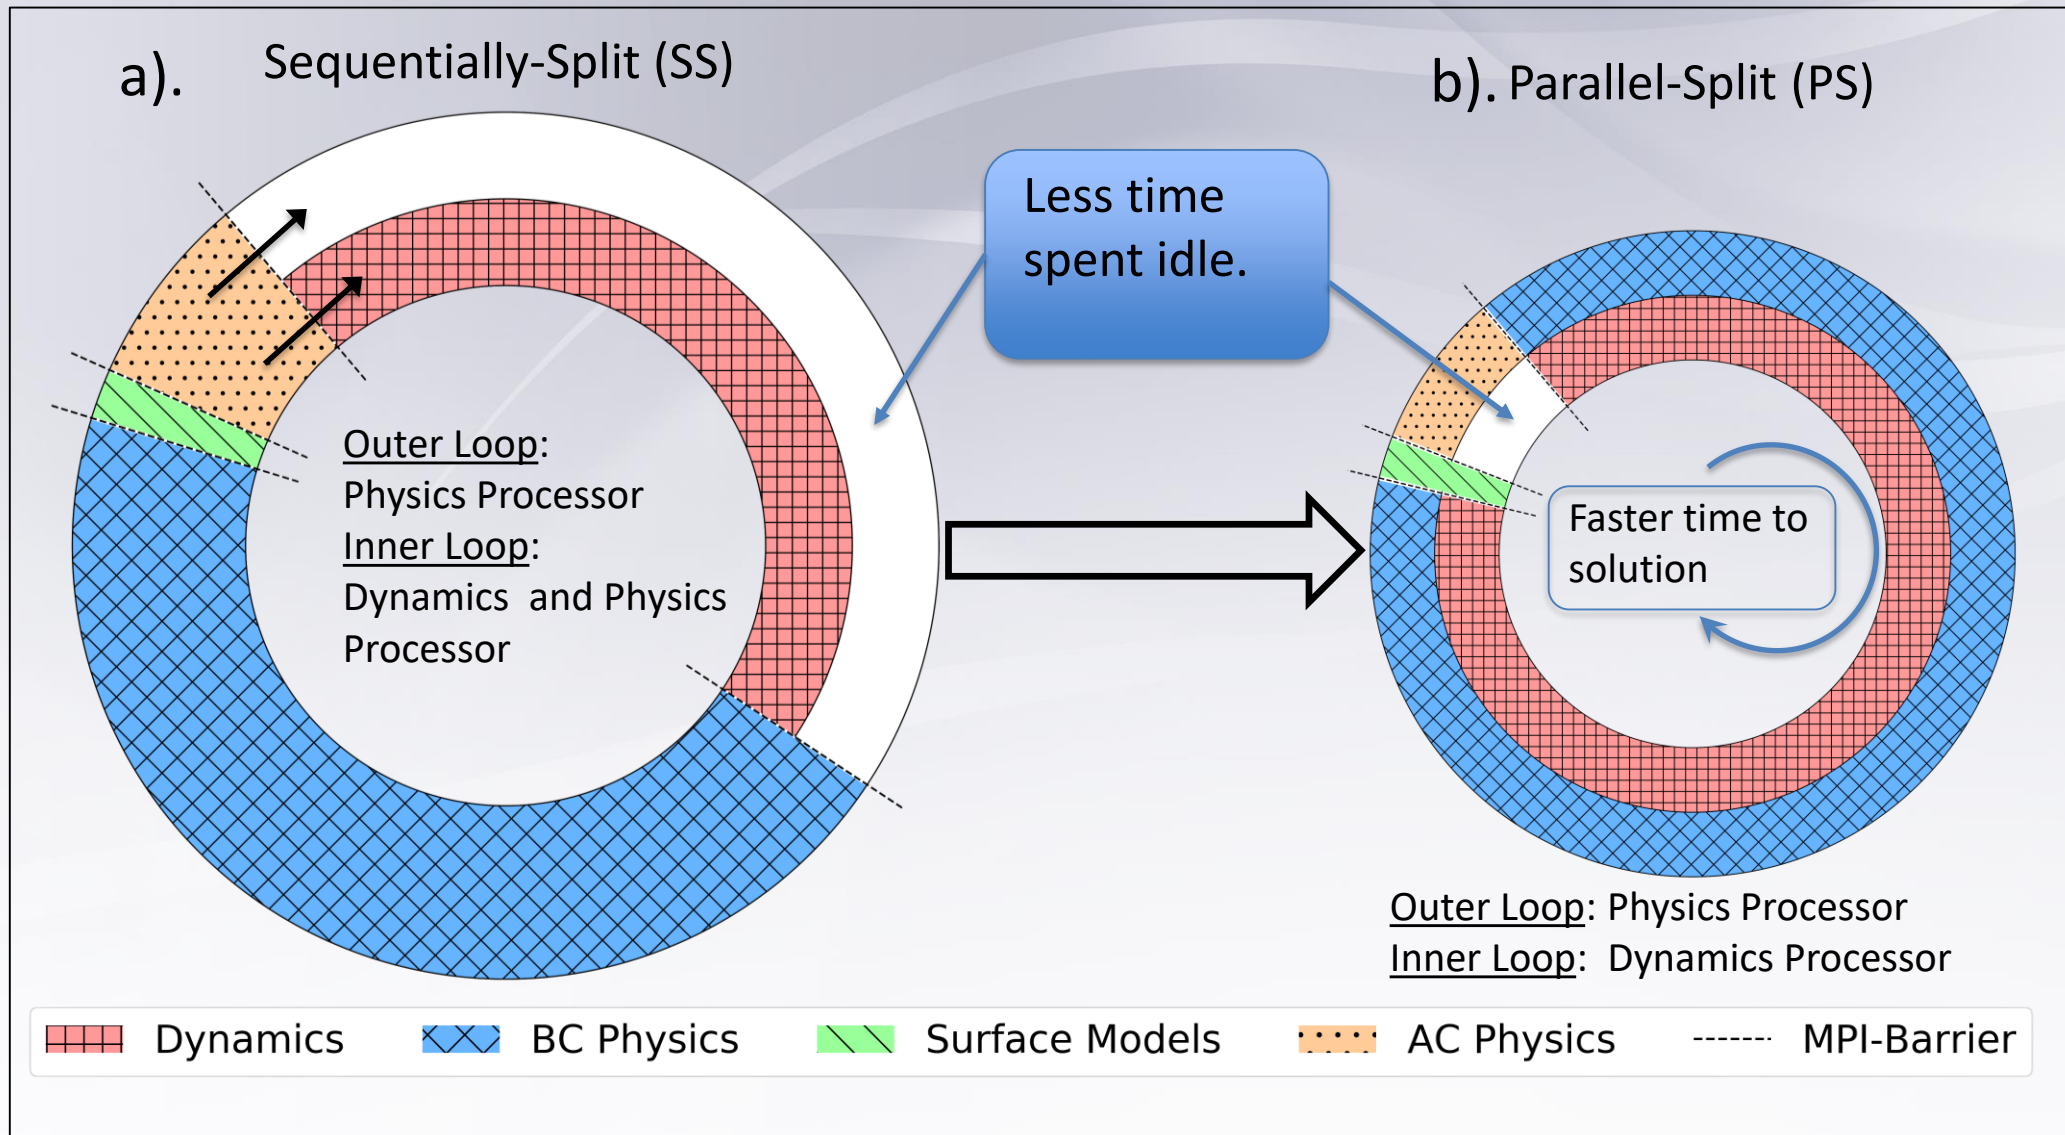 a). Sequentially-Split (SS)
b). Parallel-Split (PS)
Less time
spent idle.
Outer Loop:
Physics Processor
Inner Loop:
Dynamics and Physics
Processor
Faster time to
solution
Outer Loop: Physics Processor
Inner Loop: Dynamics Processor
Dynamics BC Physics Surface Models AC Physics MPI-Barrier